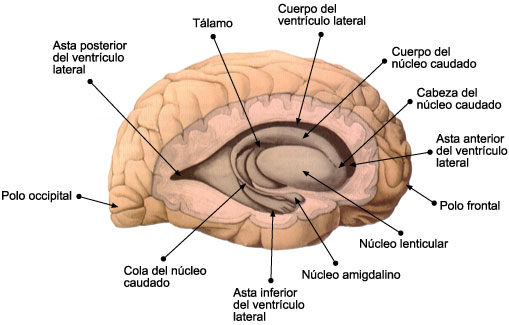 Cuerpo del
ventrículo lateral
Tálamo
Asta posterior
del ventrículo
lateral
Cuerpo del
núcleo caudado
Cabeza del
núcleo caudado
Asta anterior
del ventrículo
lateral
Polo occipital
Polo frontal
Núcleo lenticular
Cola del núcleo
caudado
Núcleo amigdalino
Asta inferior
del ventrículo
lateral